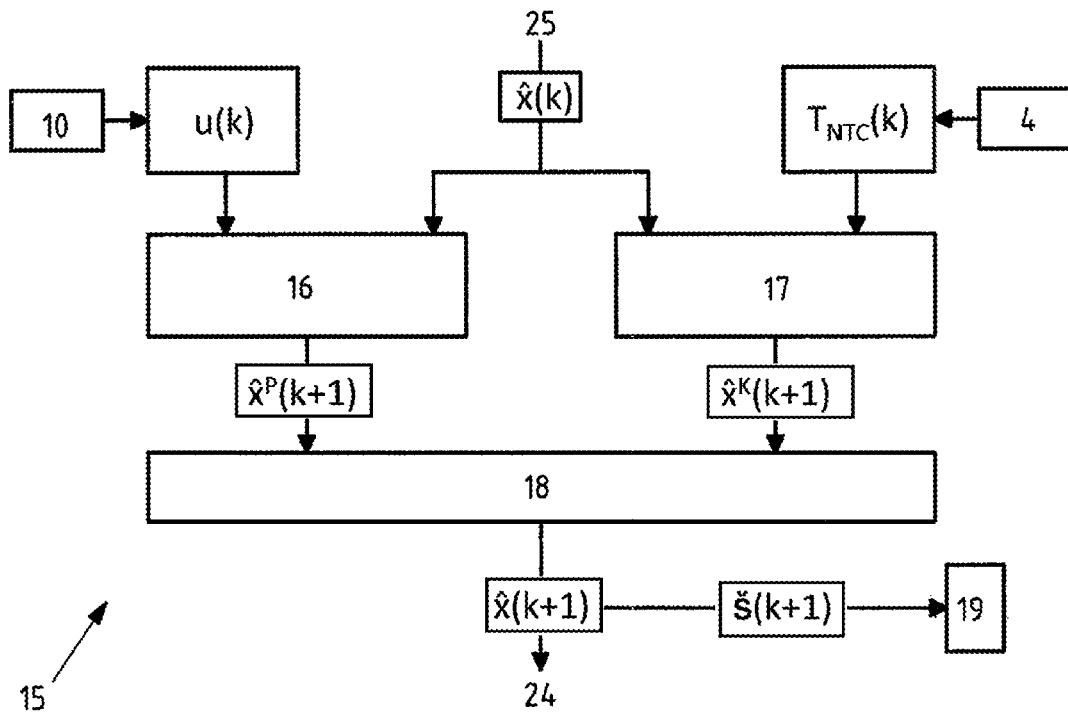 25
10
u(k)
x̂(k)
T_NTC(k)
4
16
17
x̂ᴾ(k+1)
x̂ᴷ(k+1)
18
x̂(k+1)
š(k+1)
19
15
24